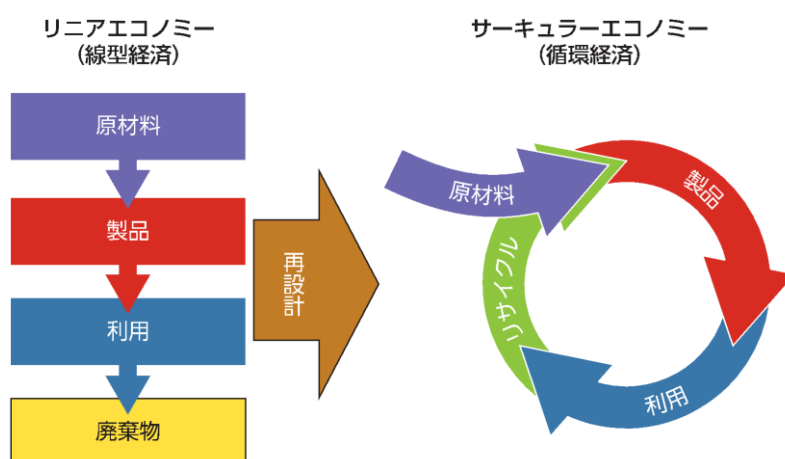 リニアエコノミー
(線型経済)
原材料
製品
利用
廃棄物
再設計
サーキュラーエコノミー
(循環経済)
原材料
製品
利用
リサイクル